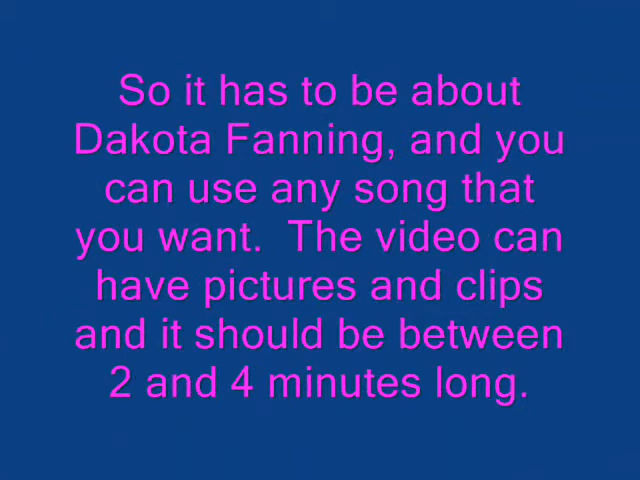 So it has to be about
Dakota Fanning, and you
can use any song that
you want.  The video can
have pictures and clips
and it should be between
2 and 4 minutes long.